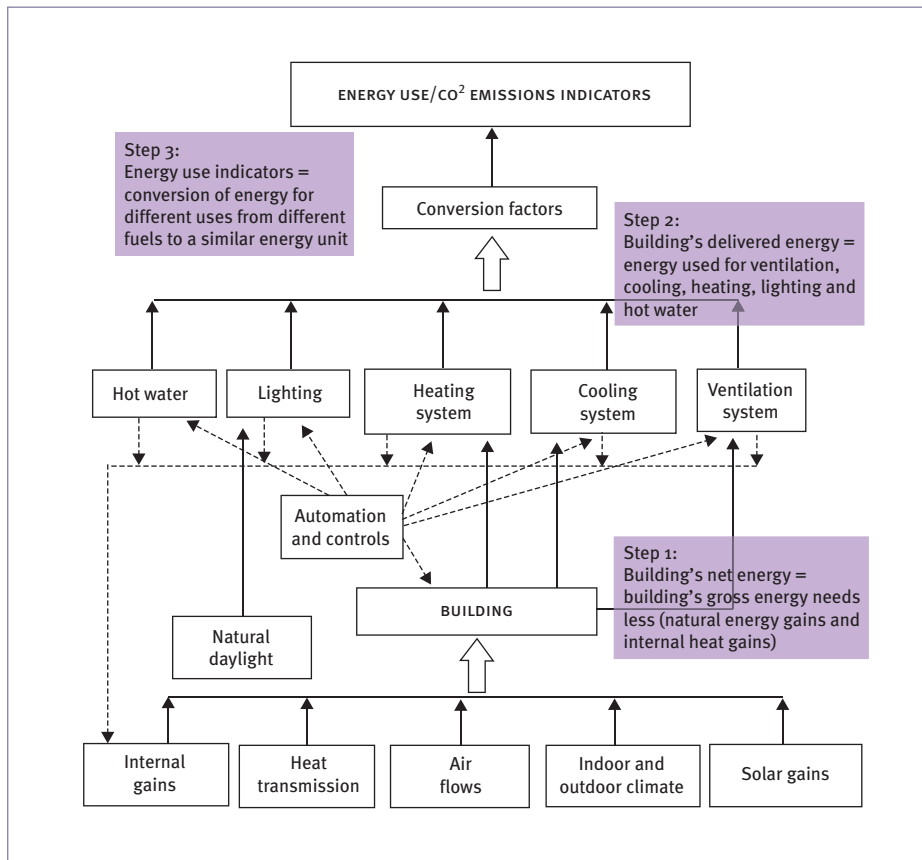 ENERGY USE/CO² EMISSIONS INDICATORS
Step 3:
Energy use indicators =
conversion of energy for
different uses from different
fuels to a similar energy unit
Conversion factors
Step 2:
Building’s delivered energy =
energy used for ventilation,
cooling, heating, lighting and
hot water
Hot water
Lighting
Heating
system
Cooling
system
Ventilation
system
Automation
and controls
Step 1:
Building’s net energy =
building’s gross energy needs
less (natural energy gains and
internal heat gains)
BUILDING
Natural
daylight
Internal
gains
Heat
transmission
Air
flows
Indoor and
outdoor climate
Solar gains